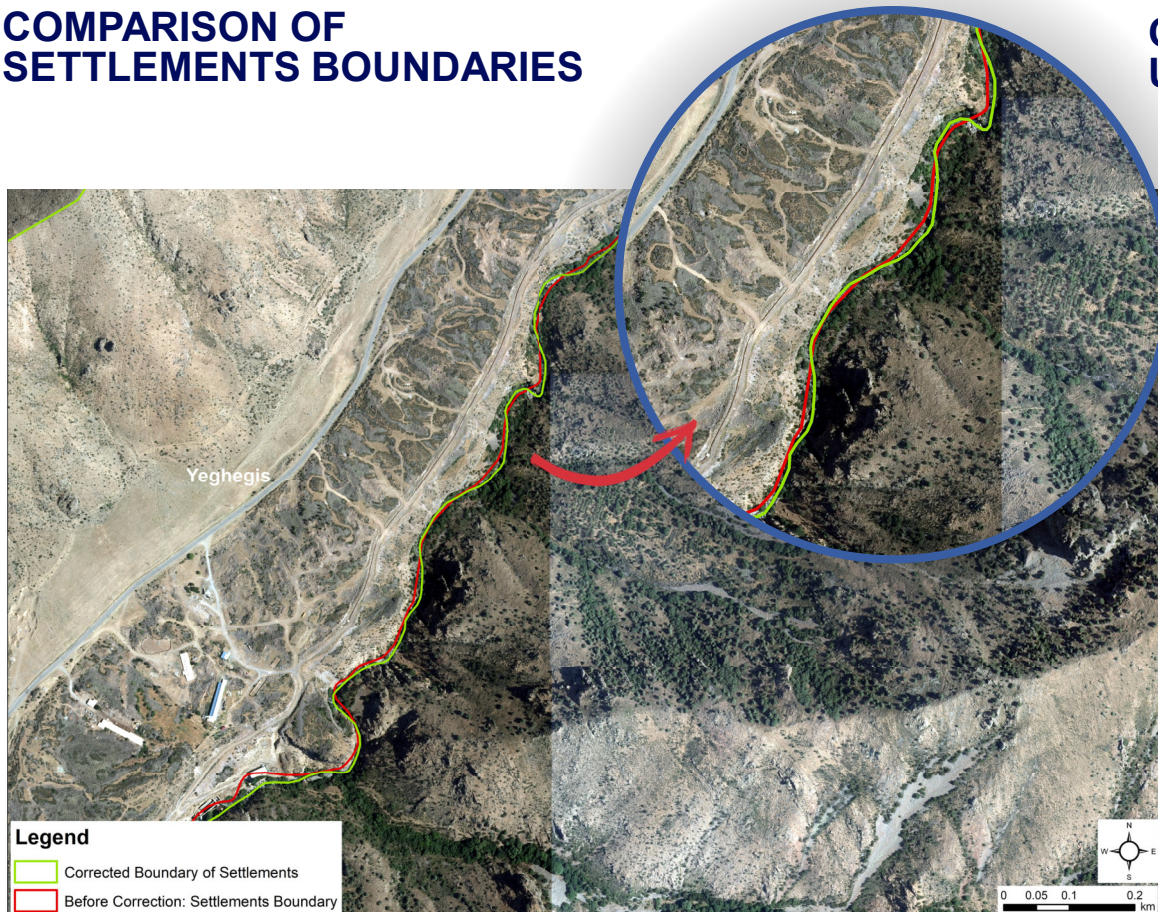 COMPARISON OF
SETTLEMENTS BOUNDARIES
Yeghegis
Legend
Corrected Boundary of Settlements
Before Correction: Settlements Boundary
N
W E
S
0 0.05 0.1 0.2
km